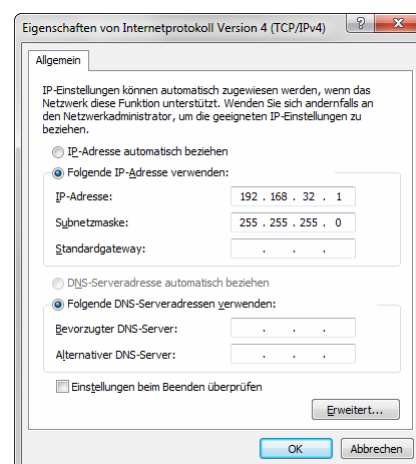 Eigenschaften von Internetprotokoll Version 4 (TCP/IPv4)
Allgemein
IP-Einstellungen können automatisch zugewiesen werden, wenn das
Netzwerk diese Funktion unterstützt. Wenden Sie sich andernfalls an
den Netzwerkadministrator, um die geeigneten IP-Einstellungen zu
beziehen.
IP-Adresse automatisch beziehen
Folgende IP-Adresse verwenden:
IP-Adresse: 192 . 168 . 32 . 1
Subnetzmaske: 255 . 255 . 255 . 0
Standardgateway: . . .
DNS-Serveradresse automatisch beziehen
Folgende DNS-Serveradressen verwenden:
Bevorzugter DNS-Server: . . .
Alternativer DNS-Server: . . .
Einstellungen beim Beenden überprüfen
Erweitert...
OK Abbrechen